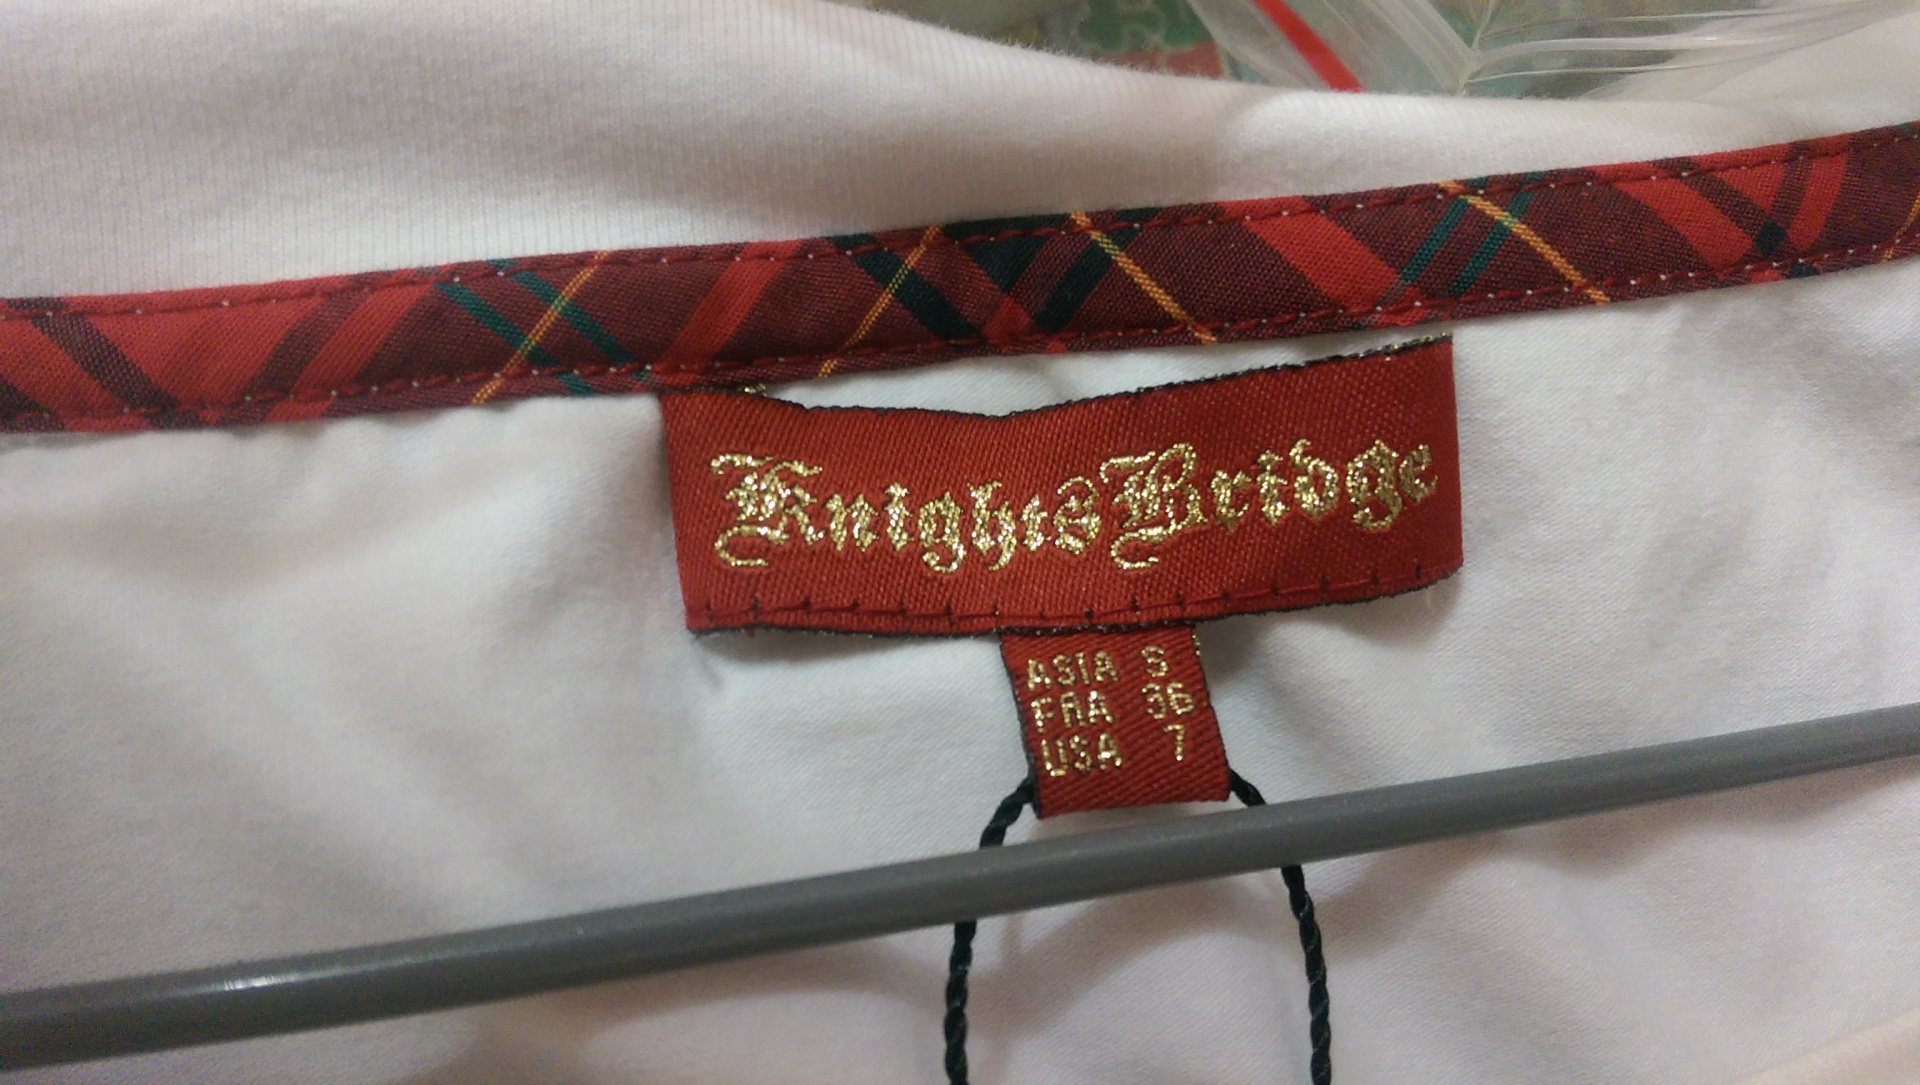 KnightsBridge
ASIA S
FRA 36
USA 7